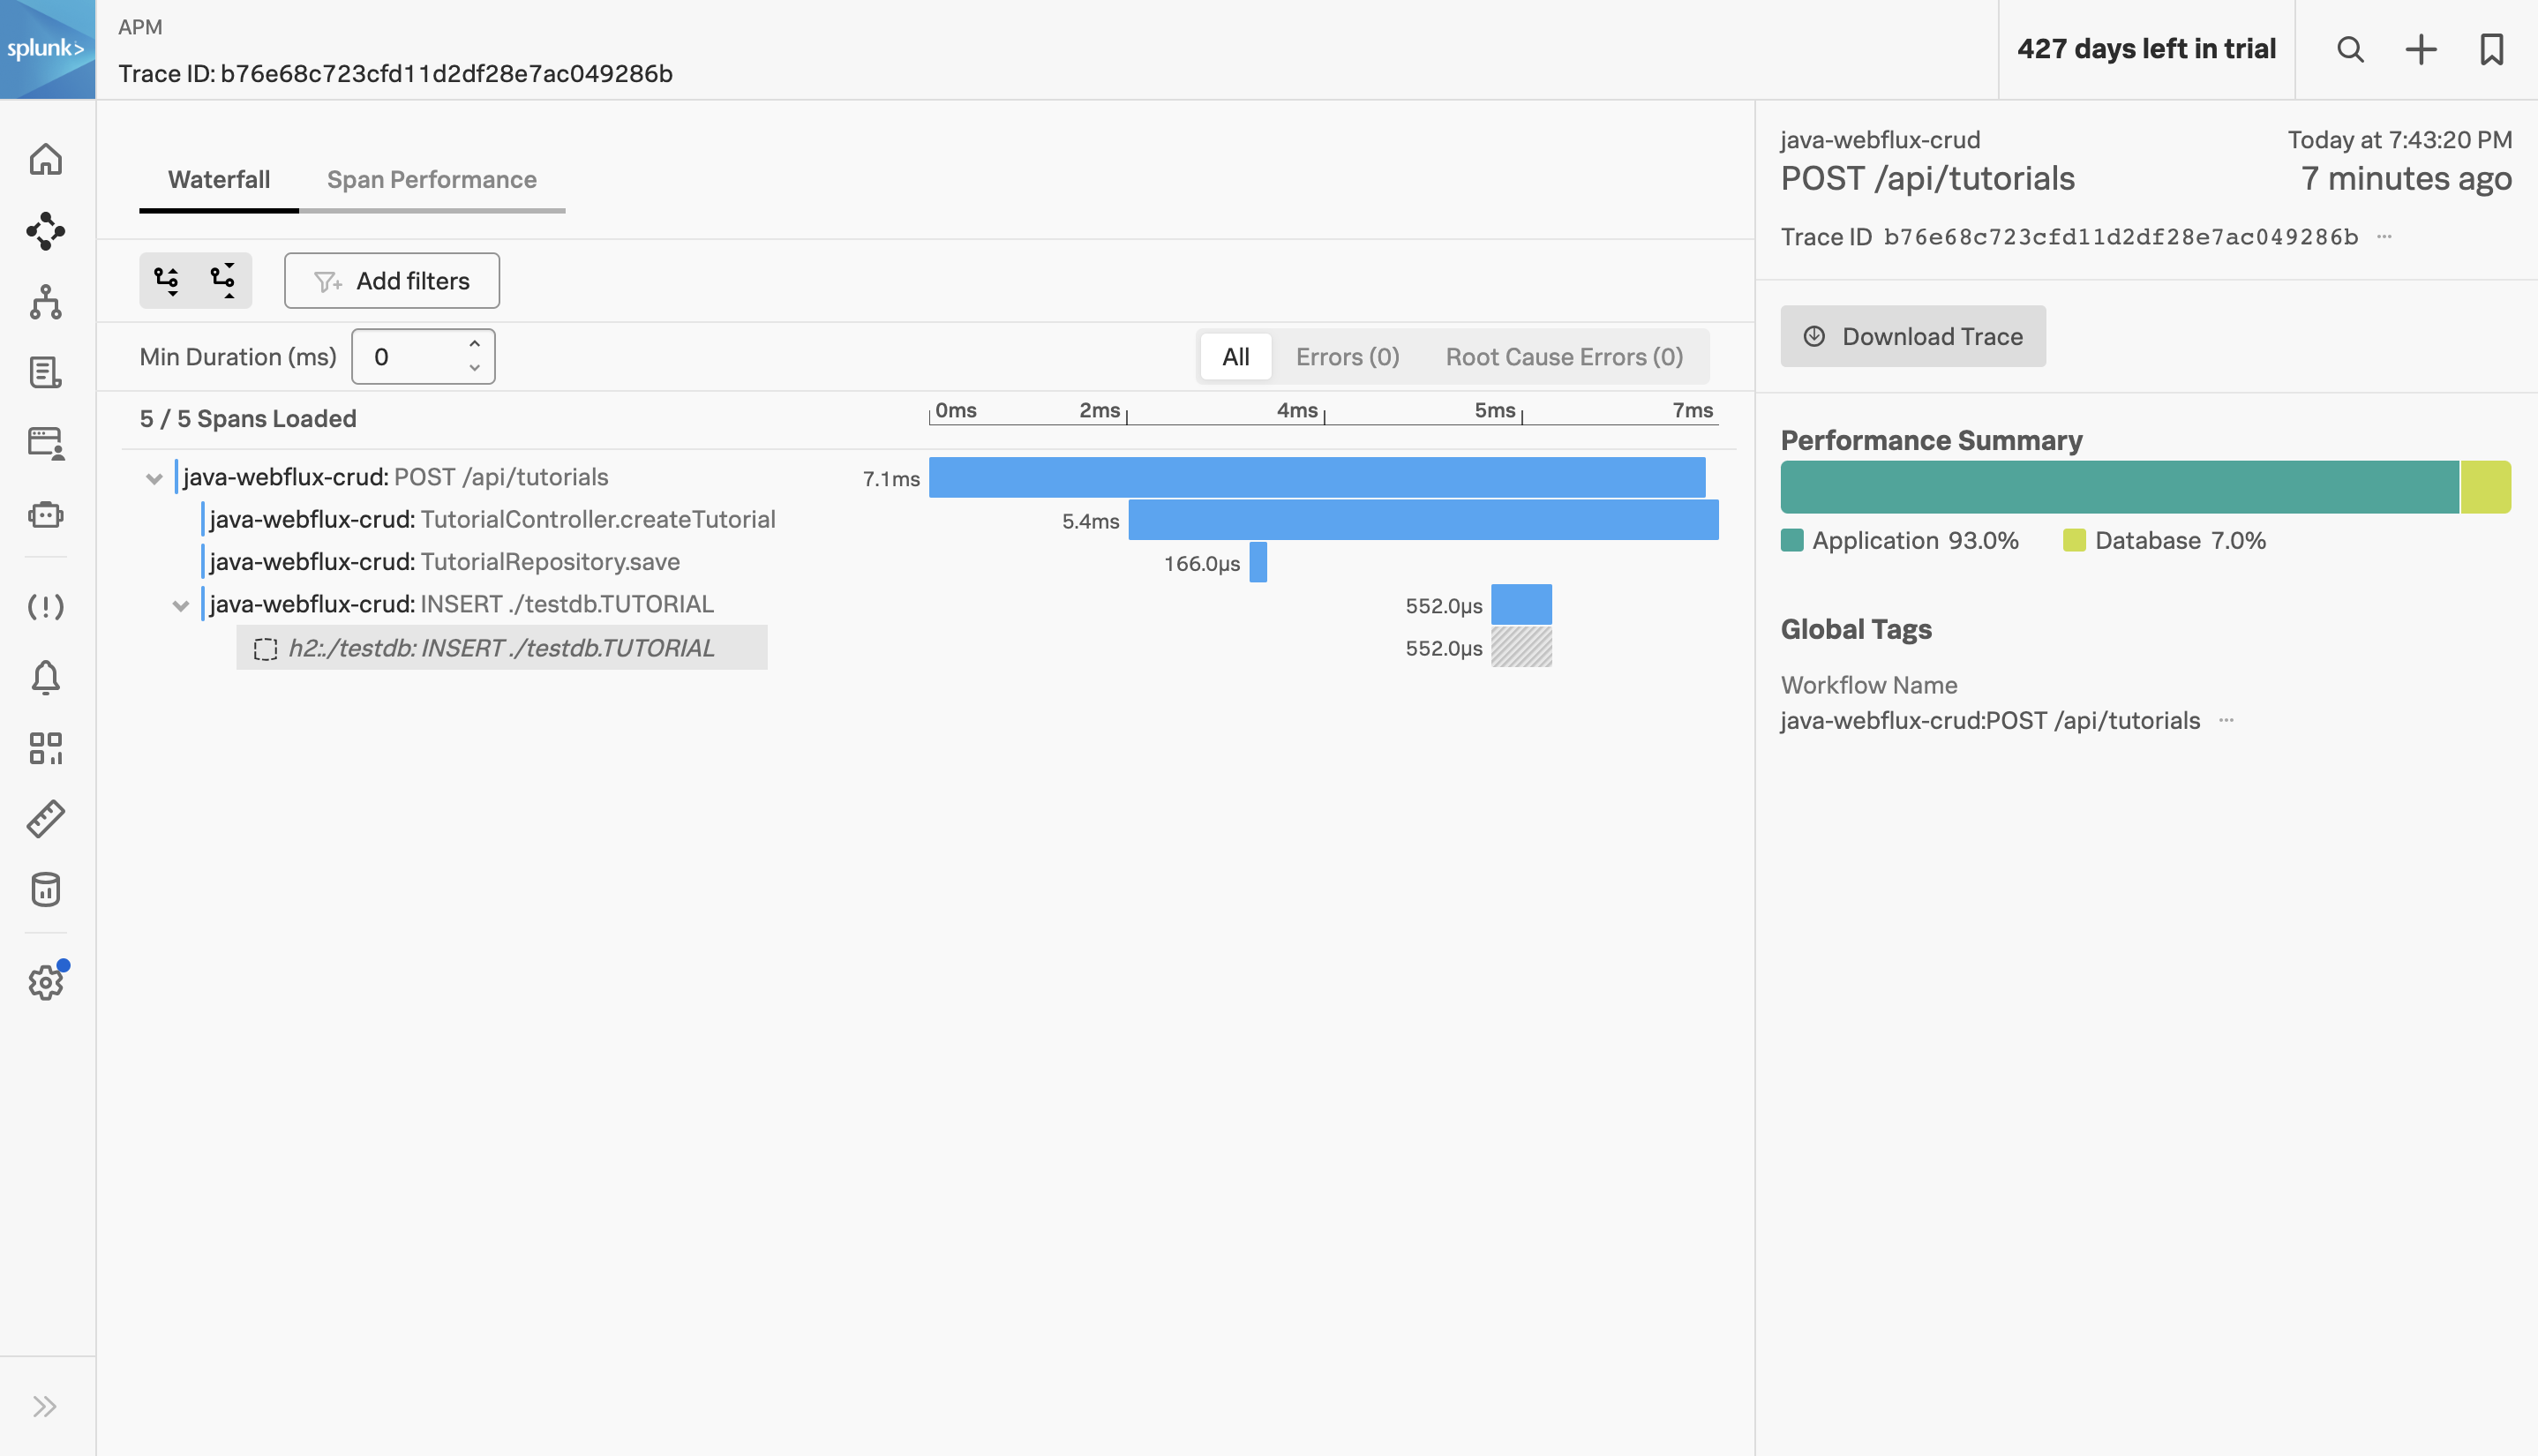 splunk>
APM
Trace ID: b76e68c723cfd11d2df28e7ac049286b
427 days left in trial
Waterfall
Span Performance
Add filters
Min Duration (ms)
0
All
Errors (0)
Root Cause Errors (0)
5 / 5 Spans Loaded
0ms
2ms
4ms
5ms
7ms
java-webflux-crud: POST /api/tutorials
7.1ms
java-webflux-crud: TutorialController.createTutorial
5.4ms
java-webflux-crud: TutorialRepository.save
166.0µs
java-webflux-crud: INSERT ./testdb.TUTORIAL
552.0µs
h2:./testdb: INSERT ./testdb.TUTORIAL
552.0µs
java-webflux-crud
Today at 7:43:20 PM
POST /api/tutorials
7 minutes ago
Trace ID b76e68c723cfd11d2df28e7ac049286b ···
Download Trace
Performance Summary
Application 93.0%
Database 7.0%
Global Tags
Workflow Name
java-webflux-crud:POST /api/tutorials ···